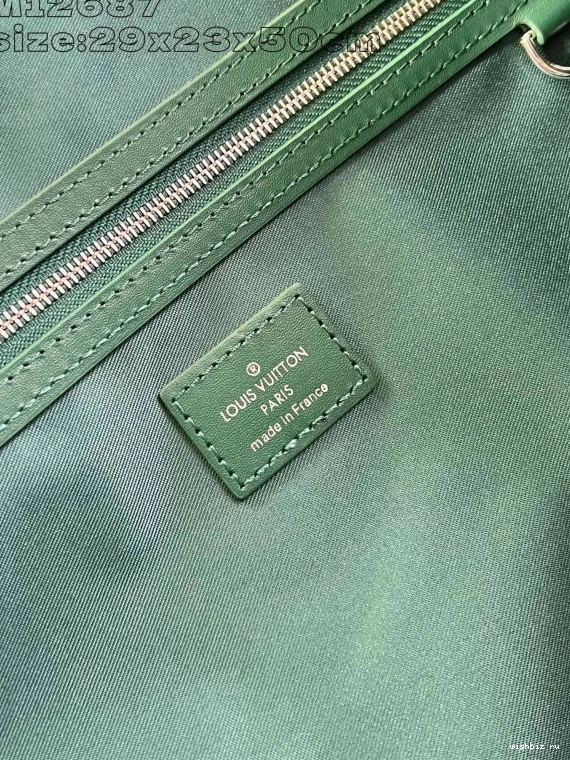 M12687
size:29x23x50cm
®
LOUIS VUITTON
PARIS
made in France
wishbiz ru